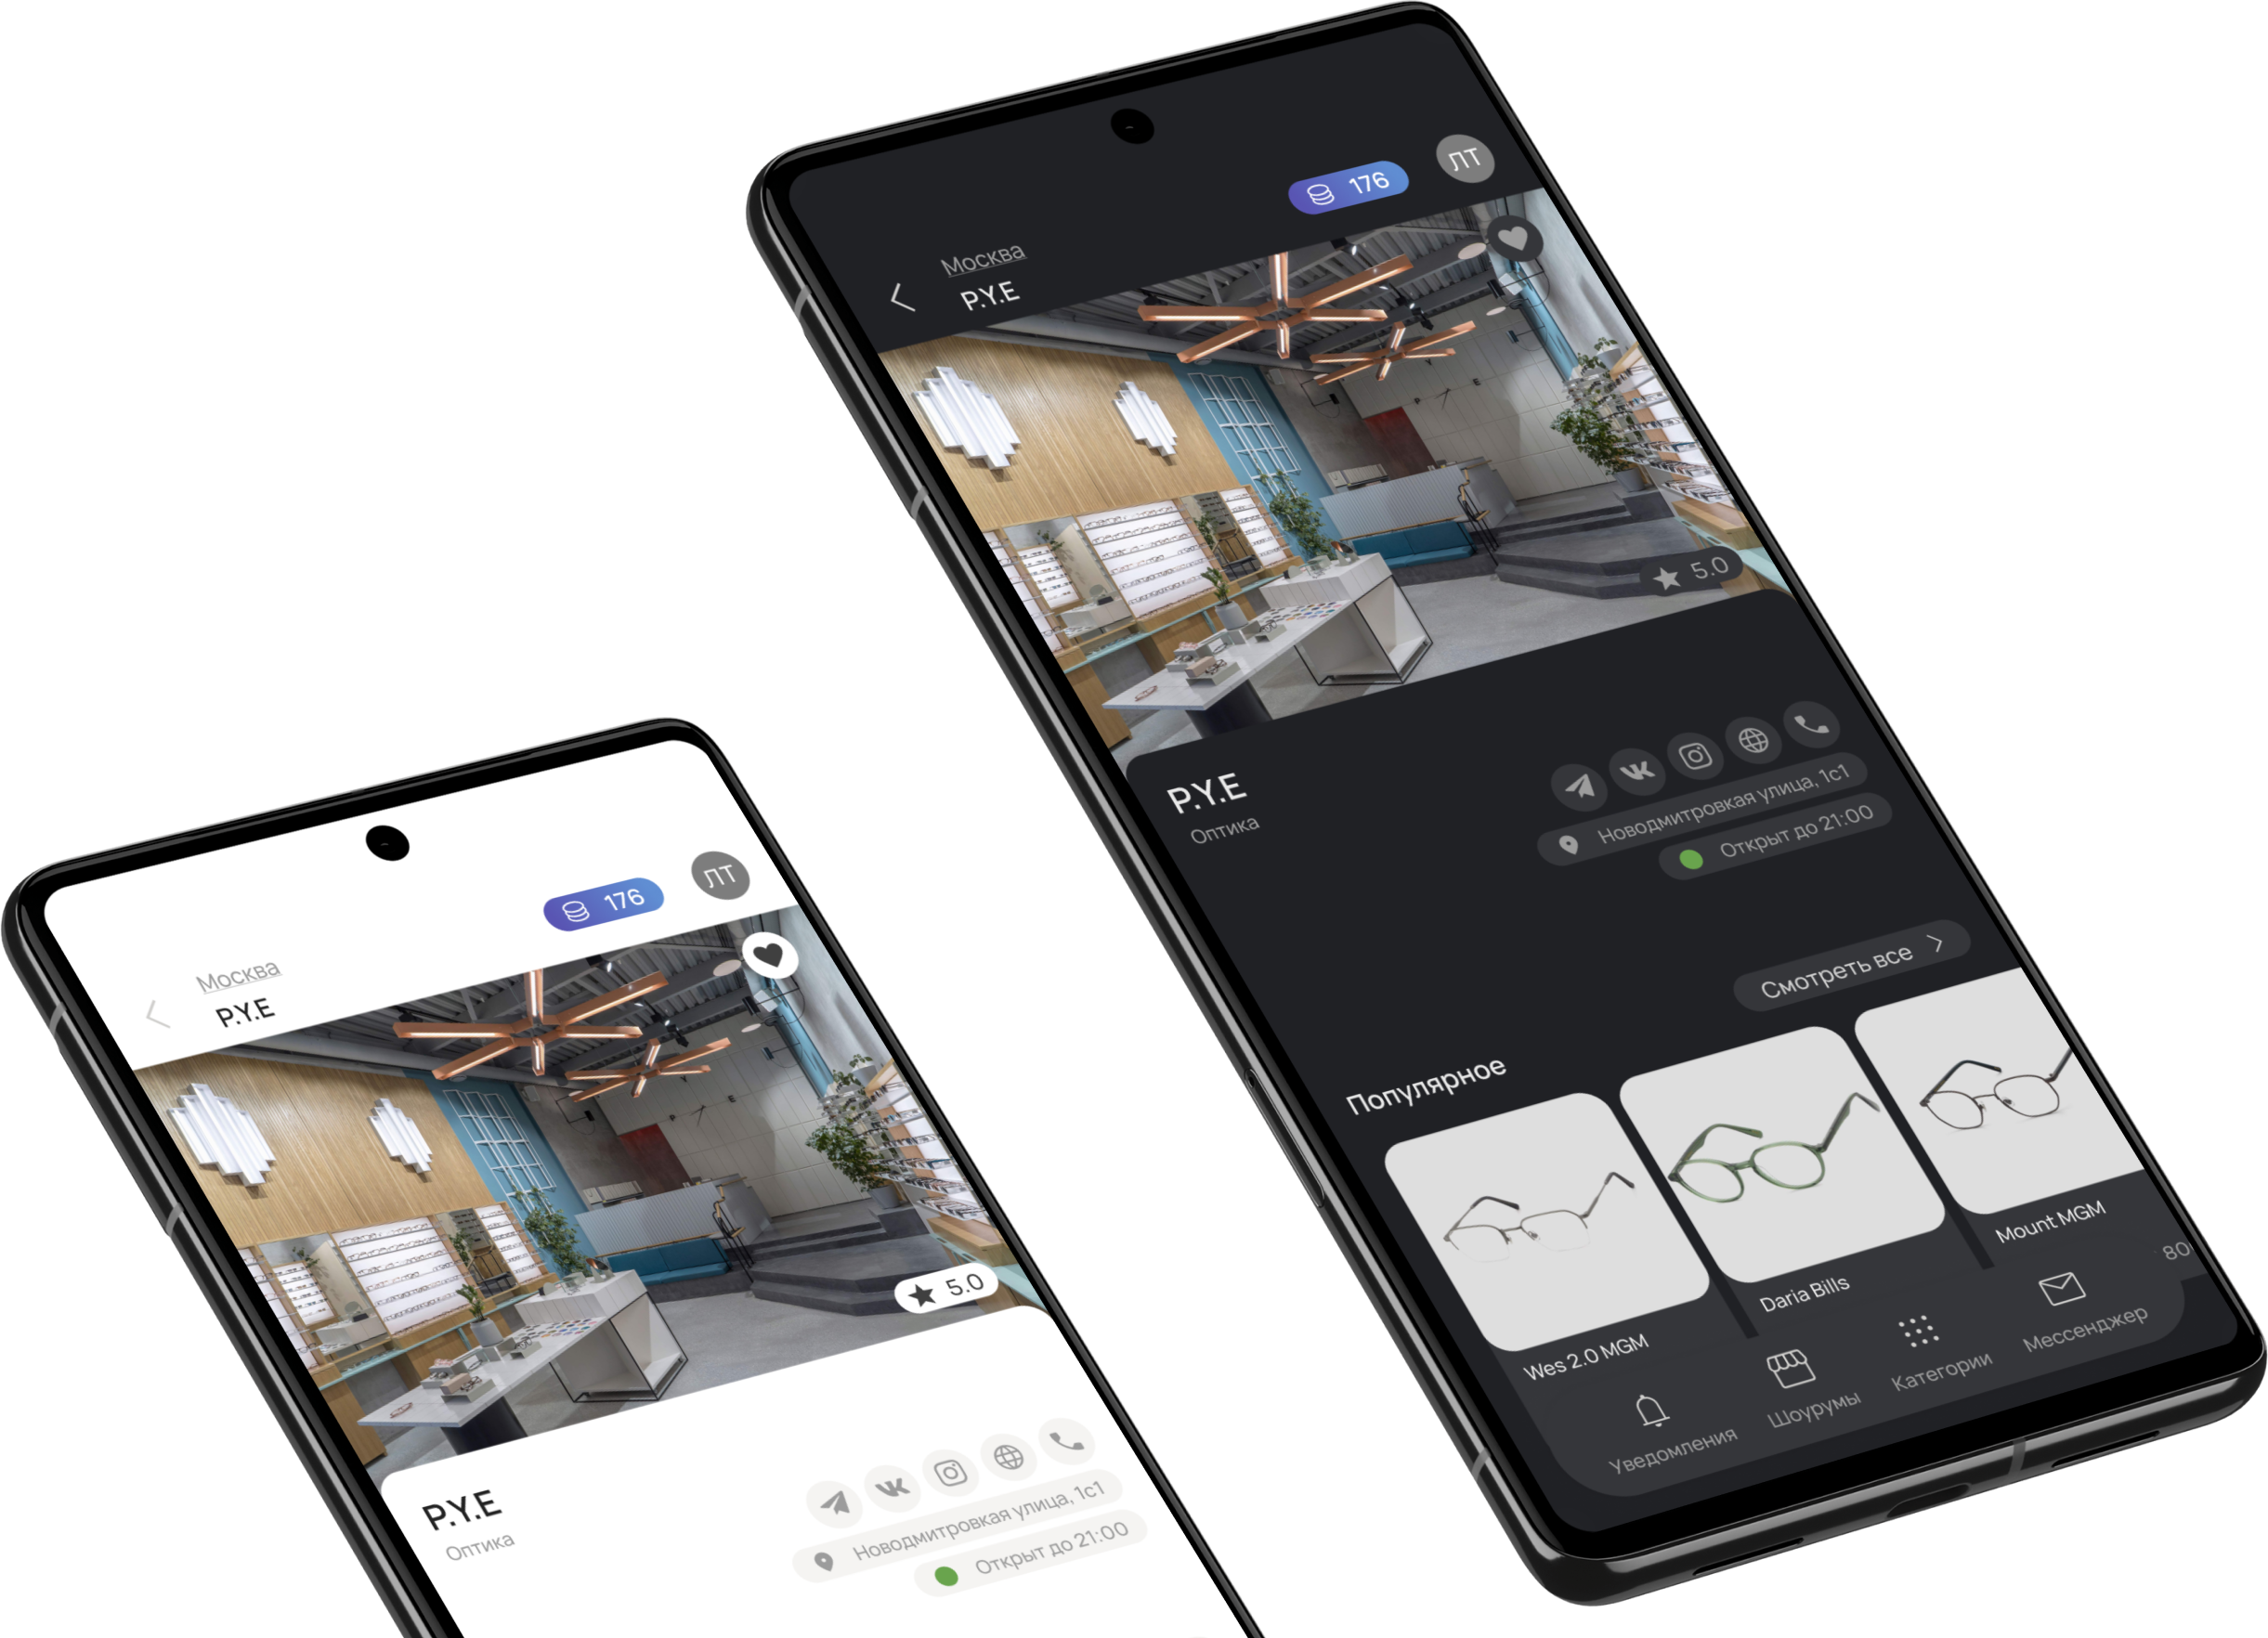 ЛТ
176
Москва
P.Y.E
P Y E
5.0
P.Y.E
Оптика
Новодмитровкая улица, 1с1
Открыт до 21:00
Смотреть все
Популярное
Wes 2.0 MGM
Daria Bills
Mount MGM
80
Уведомления
Шоурумы
Категории
Мессенджер
ЛТ
176
Москва
P.Y.E
P Y E
5.0
P.Y.E
Оптика
Новодмитровкая улица, 1с1
Открыт до 21:00